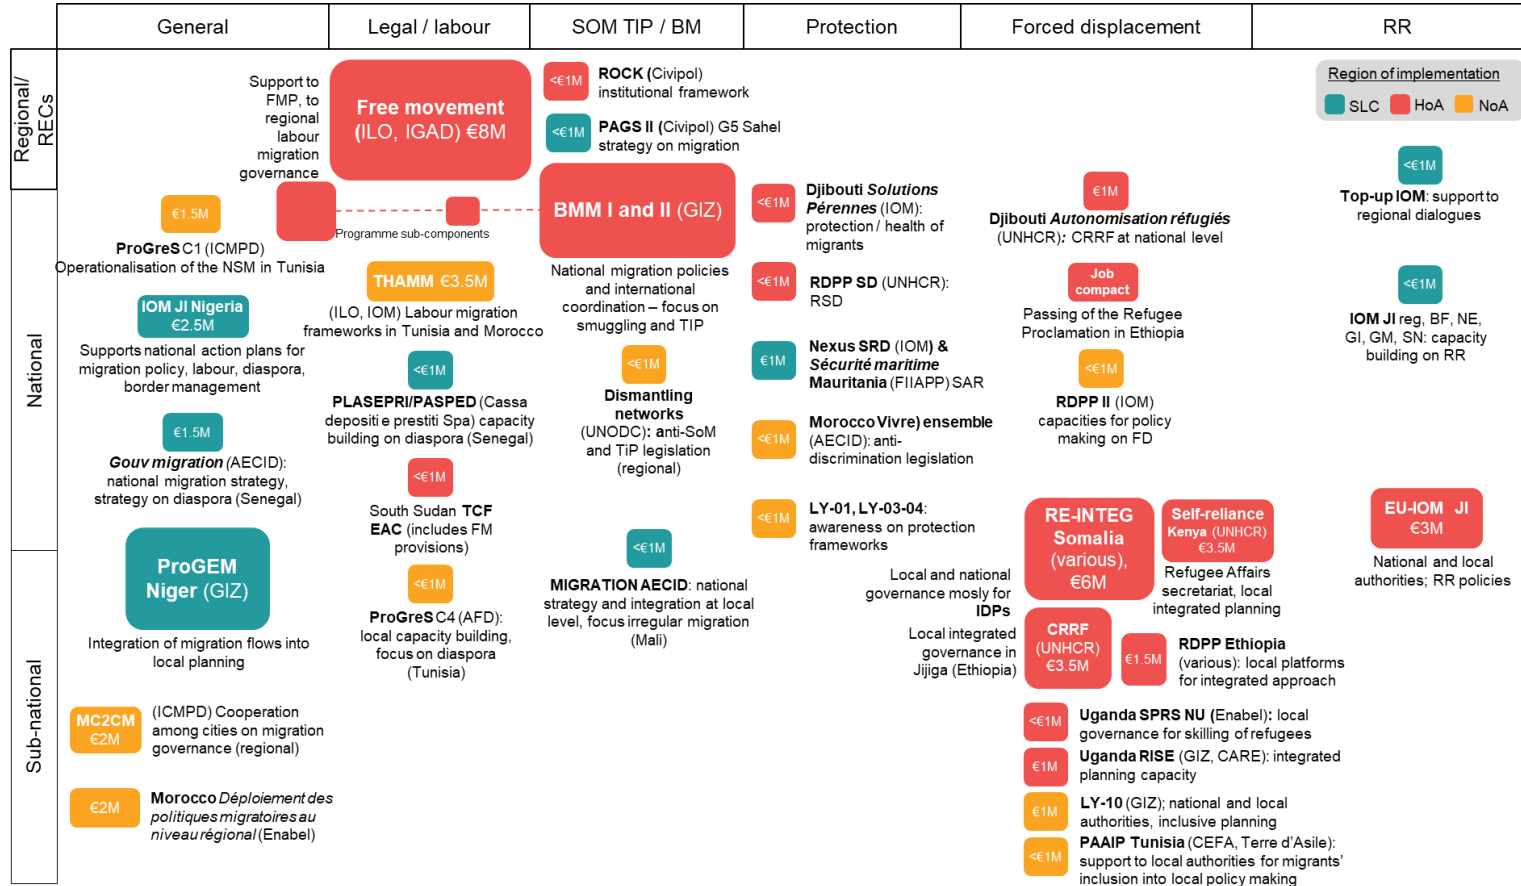 General
Legal / labour
SOM TIP / BM
Protection
Forced displacement
RR
Regional/
RECs
National
Sub-national
Region of implementation
SLC
HoA
NoA
Support to
FMP, to
regional
labour
migration
governance
€1.5M
ProGreS C1 (ICMPD)
Operationalisation of the NSM in Tunisia
IOM JI Nigeria
€2.5M
Supports national action plans for
migration policy, labour, diaspora,
border management
€1.5M
Gouv migration (AECID):
national migration strategy,
strategy on diaspora (Senegal)
ProGEM
Niger (GIZ)
Integration of migration flows into
local planning
MC2CM
€2M
(ICMPD) Cooperation
among cities on migration
governance (regional)
€2M
Morocco Déploiement des
politiques migratoires au
niveau régional (Enabel)
Free movement
(ILO, IGAD) €8M
Programme sub-components
THAMM €3.5M
(ILO, IOM) Labour migration
frameworks in Tunisia and Morocco
<€1M
PLASEPRI/PASPED (Cassa
depositi e prestiti Spa) capacity
building on diaspora (Senegal)
<€1M
South Sudan TCF
EAC (includes FM
provisions)
<€1M
ProGreS C4 (AFD):
local capacity building,
focus on diaspora
(Tunisia)
<€1M
ROCK (Civipol)
institutional framework
<€1M
PAGS II (Civipol) G5 Sahel
strategy on migration
BMM I and II (GIZ)
National migration policies
and international
coordination – focus on
smuggling and TIP
<€1M
Dismantling
networks
(UNODC): anti-SoM
and TiP legislation
(regional)
<€1M
MIGRATION AECID: national
strategy and integration at local
level, focus irregular migration
(Mali)
<€1M
Djibouti Solutions
Pérennes (IOM):
protection / health of
migrants
<€1M
RDPP SD (UNHCR):
RSD
€1M
Nexus SRD (IOM) &
Sécurité maritime
Mauritania (FIIAPP) SAR
<€1M
Morocco Vivre) ensemble
(AECID): anti-
discrimination legislation
<€1M
LY-01, LY-03-04:
awareness on protection
frameworks
€1M
Djibouti Autonomisation réfugiés
(UNHCR): CRRF at national level
Job
compact
Passing of the Refugee
Proclamation in Ethiopia
<€1M
RDPP II (IOM)
capacities for policy
making on FD
RE-INTEG
Somalia
(various),
€6M
Local and national
governance mosly for
IDPs
Self-reliance
Kenya (UNHCR)
€3.5M
Refugee Affairs
secretariat, local
integrated planning
CRRF
(UNHCR)
€3.5M
Local integrated
governance in
Jijiga (Ethiopia)
€1.5M
RDPP Ethiopia
(various): local platforms
for integrated approach
<€1M
Uganda SPRS NU (Enabel): local
governance for skilling of refugees
€1M
Uganda RISE (GIZ, CARE): integrated
planning capacity
€1M
LY-10 (GIZ); national and local
authorities, inclusive planning
<€1M
PAAIP Tunisia (CEFA, Terre d'Asile):
support to local authorities for migrants'
inclusion into local policy making
<€1M
Top-up IOM: support to
regional dialogues
<€1M
IOM JI reg, BF, NE,
GI, GM, SN: capacity
building on RR
EU-IOM JI
€3M
National and local
authorities; RR policies